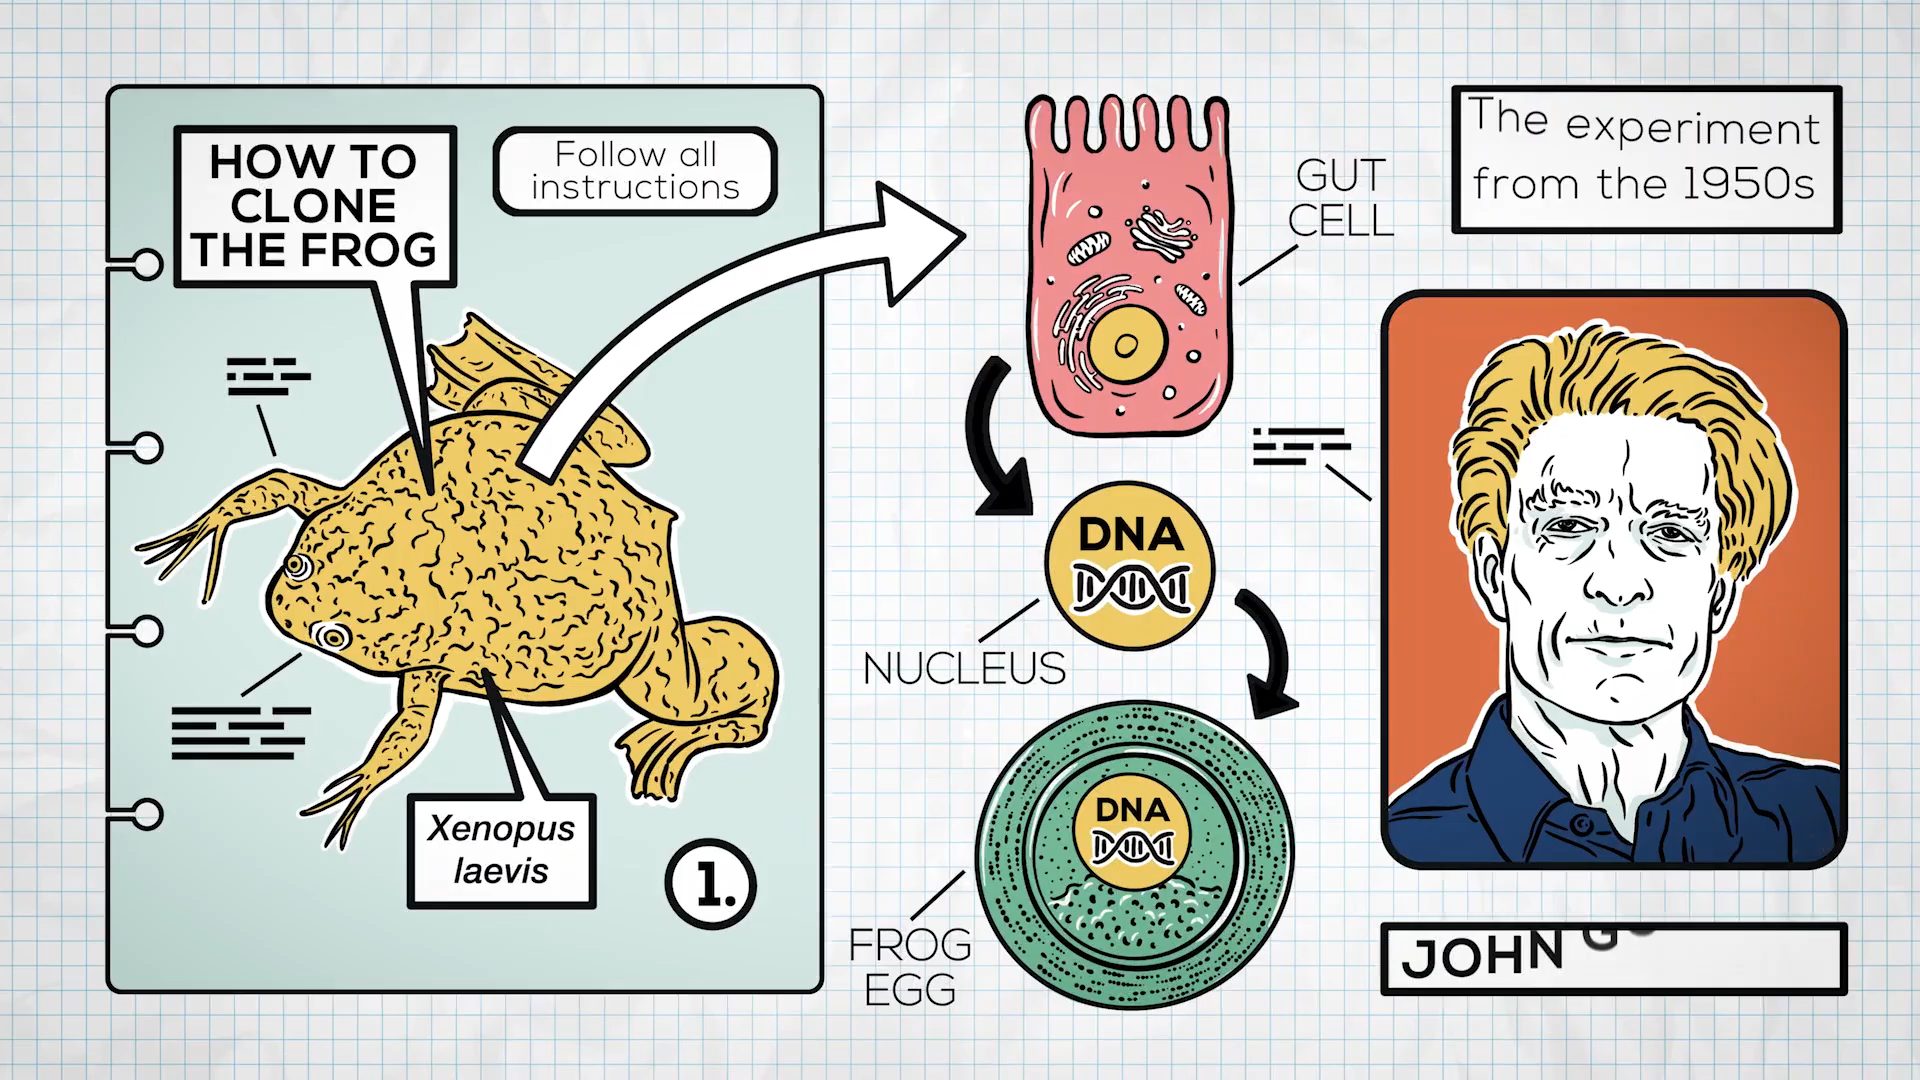 HOW TO
CLONE
THE FROG
Follow all
instructions
Xenopus
laevis
1.
GUT
CELL
DNA
NUCLEUS
DNA
FROG
EGG
The experiment
from the 1950s
JOHN